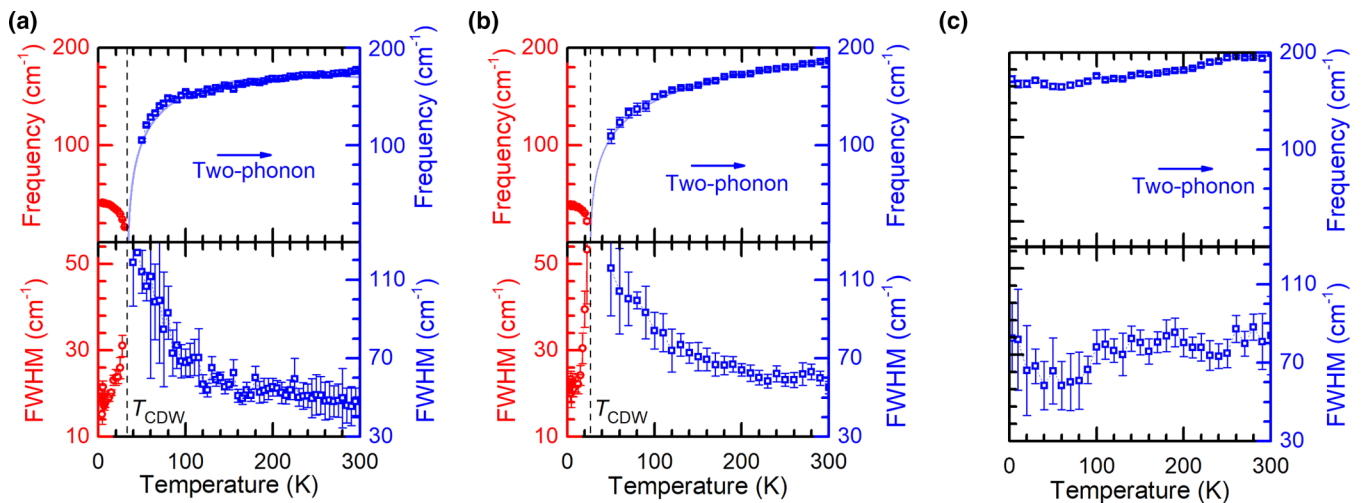 (a)
200
100
Frequency (cm⁻¹)
Two-phonon
200
100
Frequency (cm⁻¹)
50
30
10
FWHM (cm⁻¹)
T_CDW
110
70
30
FWHM (cm⁻¹)
0 100 200 300
Temperature (K)
(b)
200
100
Frequency(cm⁻¹)
Two-phonon
200
100
Frequency (cm⁻¹)
50
30
10
FWHM (cm⁻¹)
T_CDW
110
70
30
FWHM (cm⁻¹)
0 100 200 300
Temperature (K)
(c)
Two-phonon
200
100
Frequency (cm⁻¹)
110
70
30
FWHM (cm⁻¹)
0 100 200 300
Temperature (K)